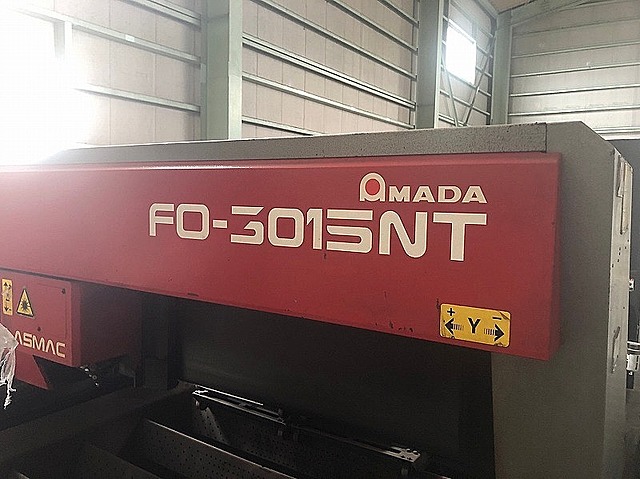 AMADA
FO-3015NT
+ Y -
ASMAC